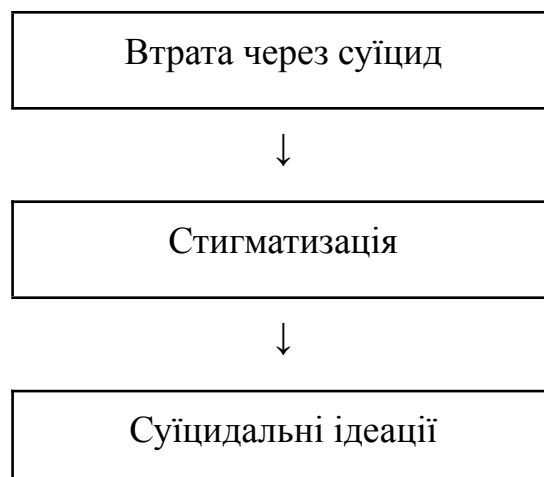 Втрата через суїцид
↓
Стигматизація
↓
Суїцидальні ідеації